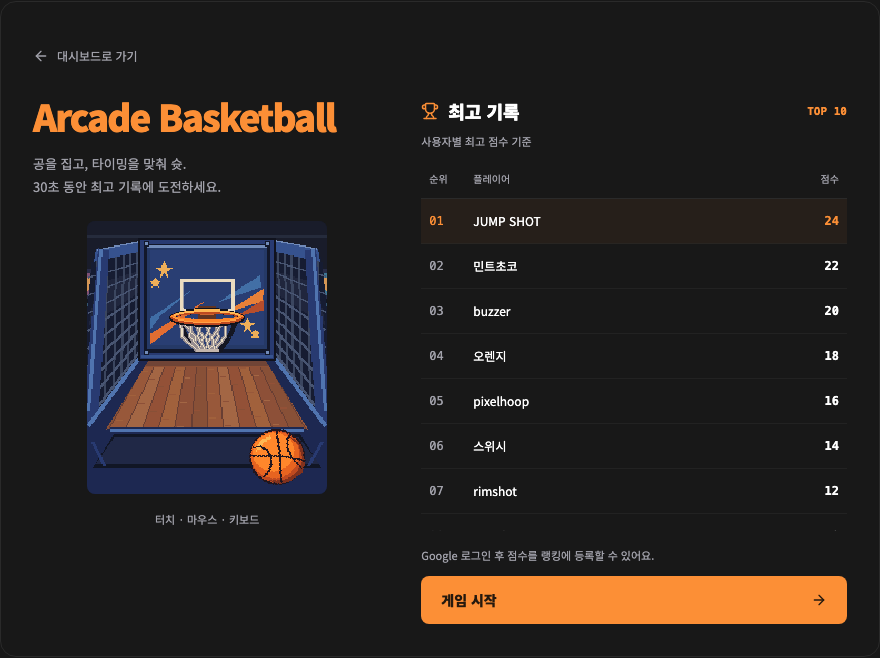 대시보드로 가기
Arcade Basketball
공을 집고, 타이밍을 맞춰 슛.
30초 동안 최고 기록에 도전하세요.
터치 · 마우스 · 키보드
최고 기록
TOP 10
사용자별 최고 점수 기준
순위 플레이어 점수
01 JUMP SHOT 24
02 민트초코 22
03 buzzer 20
04 오렌지 18
05 pixelhoop 16
06 스위시 14
07 rimshot 12
Google 로그인 후 점수를 랭킹에 등록할 수 있어요.
게임 시작